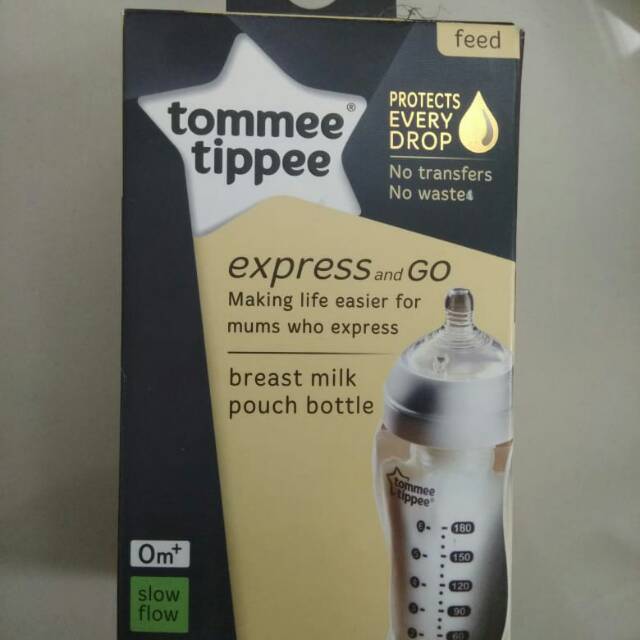 feed
tommee®
tippee
PROTECTS
EVERY
DROP
No transfers
No waste
express and GO
Making life easier for
mums who express
breast milk
pouch bottle
tommee
tippee®
180
150
120
90
0m+
slow
flow